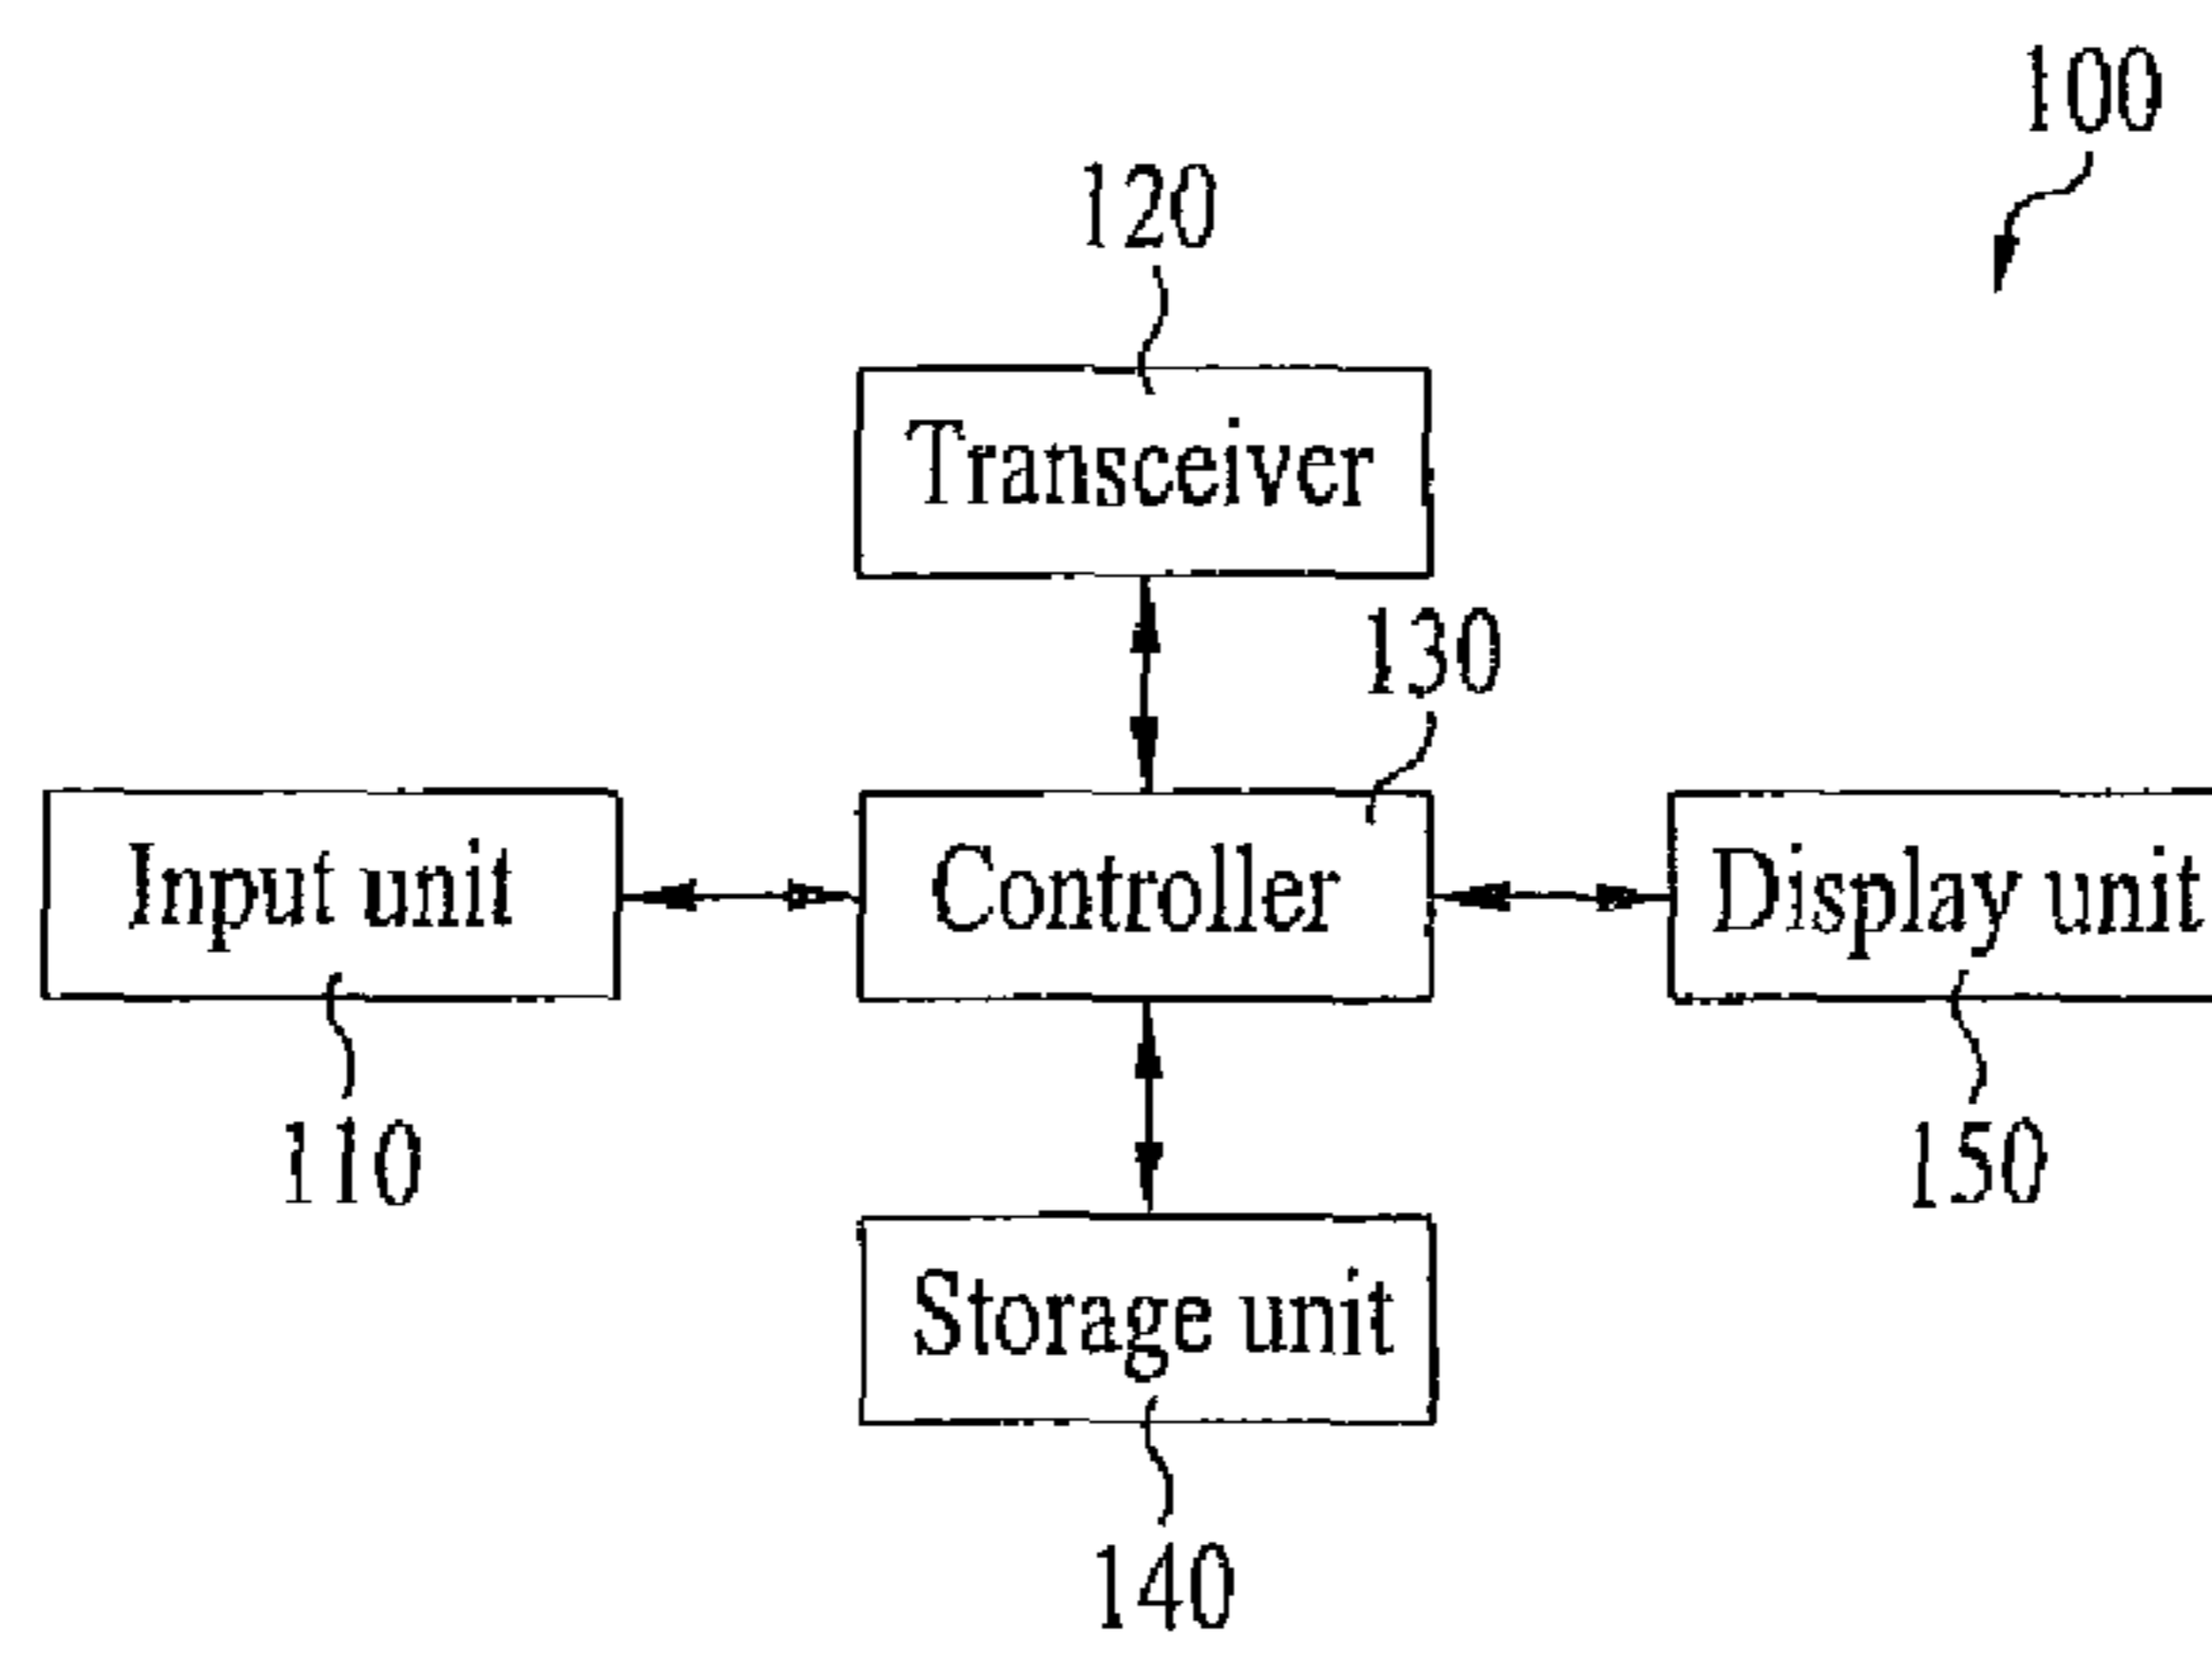 100
120
Transceiver
130
Input unit
Controller
Display unit
110
150
Storage unit
140